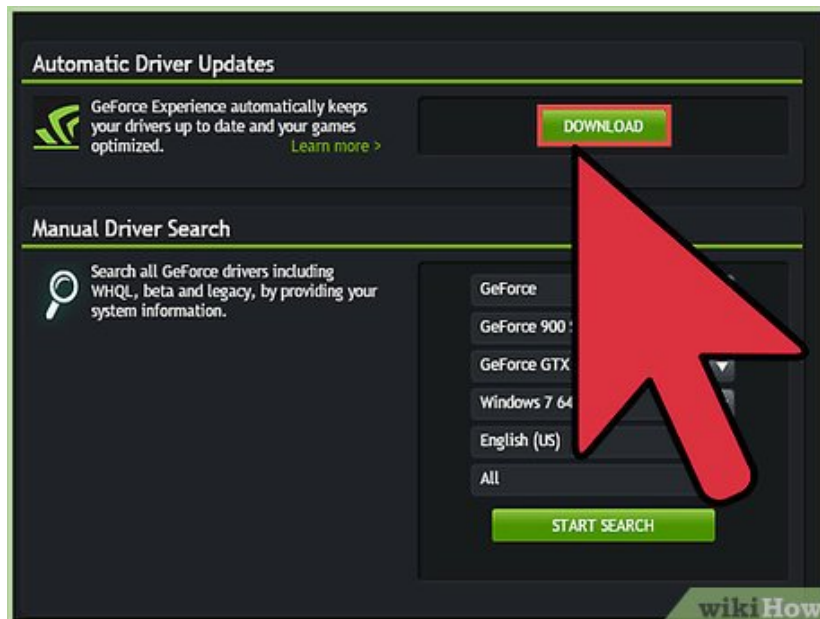 Automatic Driver Updates
GeForce Experience automatically keeps
your drivers up to date and your games
optimized. Learn more >
DOWNLOAD
Manual Driver Search
Search all GeForce drivers including
WHQL, beta and legacy, by providing your
system information.
GeForce
GeForce 900
GeForce GTX
Windows 7 64
English (US)
All
START SEARCH
wikiHow